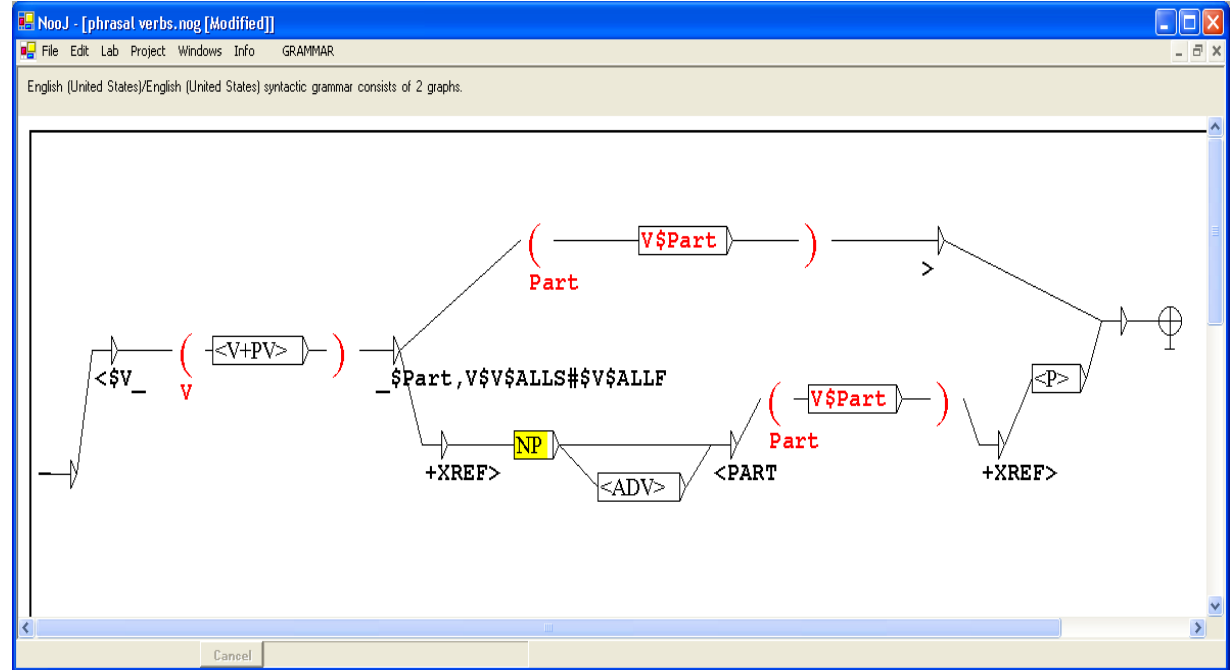 NooJ - [phrasal verbs.nog [Modified]]
File Edit Lab Project Windows Info GRAMMAR
English (United States)/English (United States) syntactic grammar consists of 2 graphs.
( V$Part )
Part
>
( <V+PV> )
<$V_
V
_$Part,V$V$ALLS#$V$ALLF
<P>
( V$Part )
Part
NP
+XREF>
<ADV>
<PART
+XREF>
Cancel